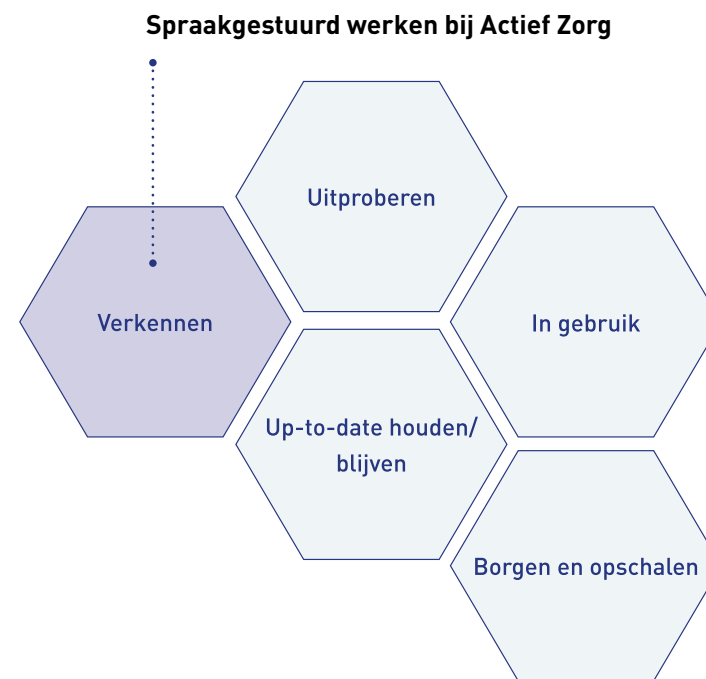 Spraakgestuurd werken bij Actief Zorg
Uitproberen
Verkennen
In gebruik
Up-to-date houden/
blijven
Borgen en opschalen